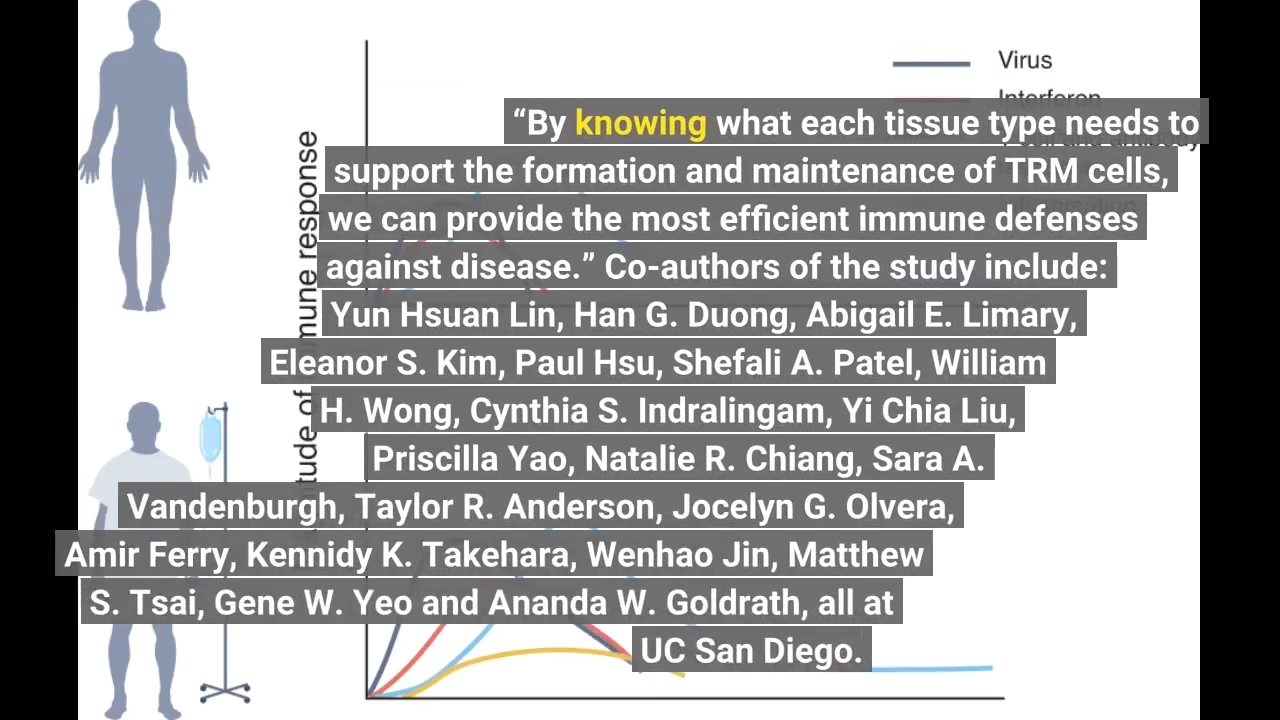 Virus
Interferon
“By knowing what each tissue type needs to
support the formation and maintenance of TRM cells,
we can provide the most efficient immune defenses
against disease.” Co-authors of the study include:
Yun Hsuan Lin, Han G. Duong, Abigail E. Limary,
Eleanor S. Kim, Paul Hsu, Shefali A. Patel, William
H. Wong, Cynthia S. Indralingam, Yi Chia Liu,
Priscilla Yao, Natalie R. Chiang, Sara A.
Vandenburgh, Taylor R. Anderson, Jocelyn G. Olvera,
Amir Ferry, Kennidy K. Takehara, Wenhao Jin, Matthew
S. Tsai, Gene W. Yeo and Ananda W. Goldrath, all at
UC San Diego.
response